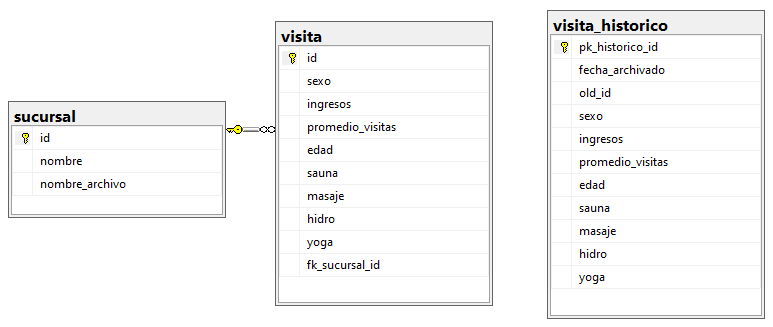 sucursal
id
nombre
nombre_archivo
visita
id
sexo
ingresos
promedio_visitas
edad
sauna
masaje
hidro
yoga
fk_sucursal_id
visita_historico
pk_historico_id
fecha_archivado
old_id
sexo
ingresos
promedio_visitas
edad
sauna
masaje
hidro
yoga